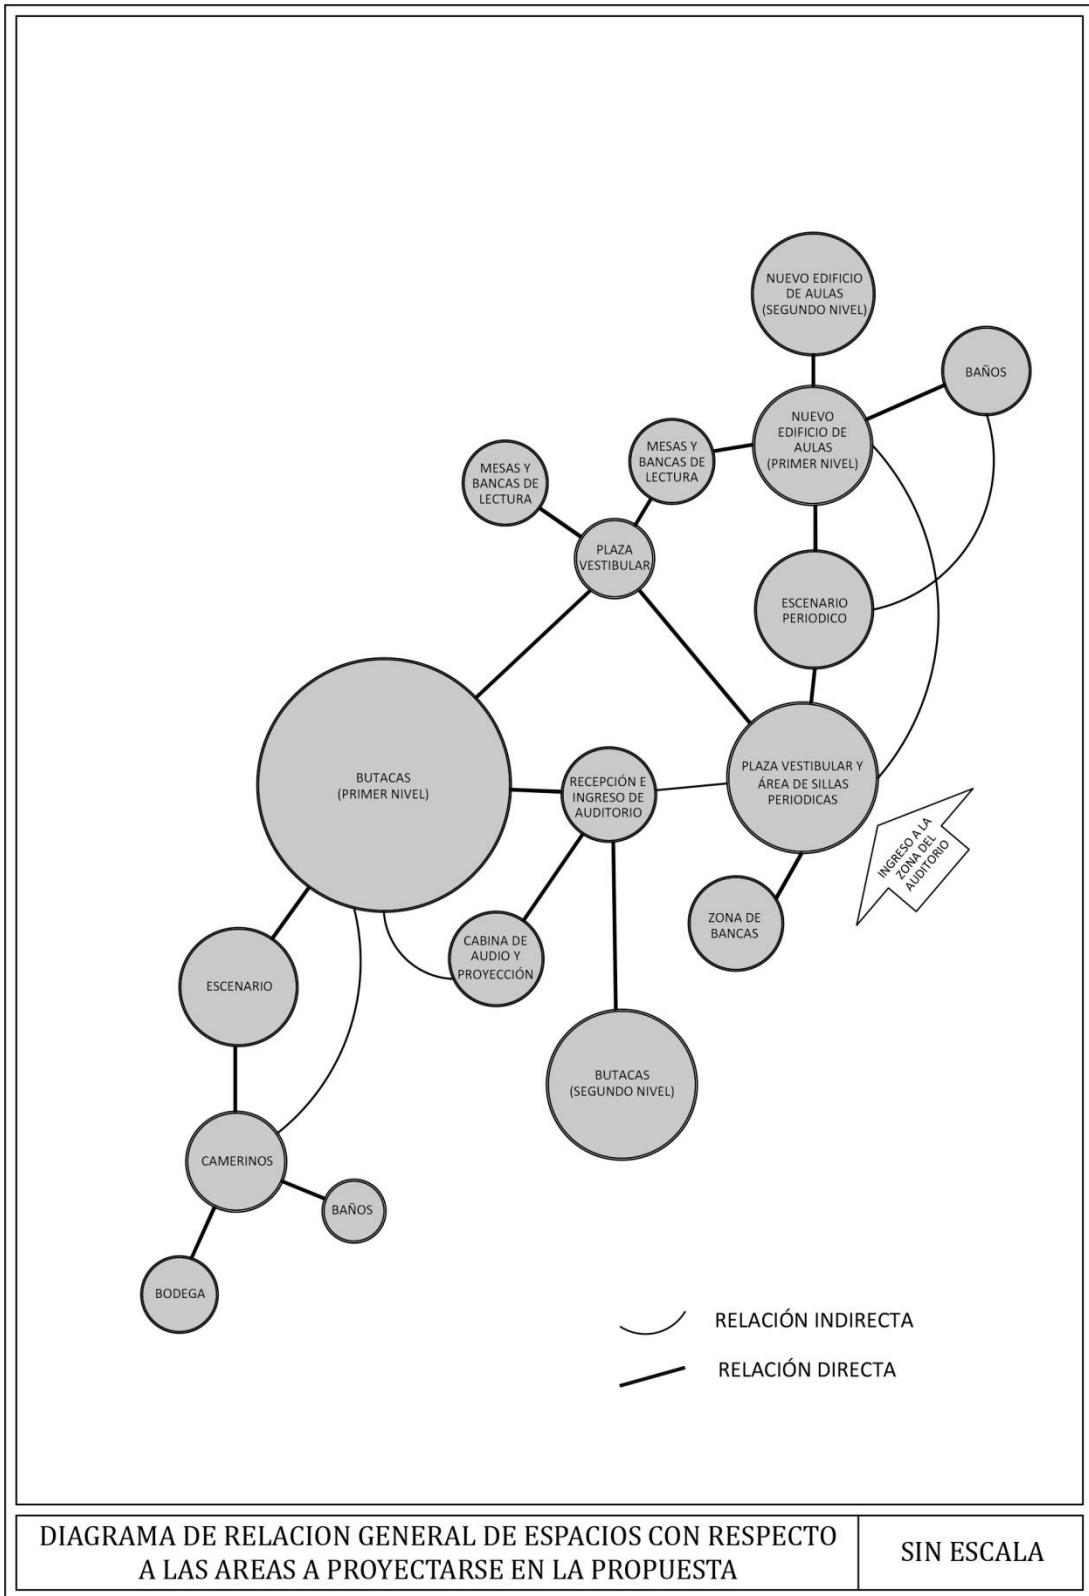 NUEVO EDIFICIO
DE AULAS
(SEGUNDO NIVEL)
BAÑOS
NUEVO
EDIFICIO DE
AULAS
(PRIMER NIVEL)
MESAS Y
BANCAS DE
LECTURA
MESAS Y
BANCAS DE
LECTURA
PLAZA
VESTIBULAR
ESCENARIO
PERIODICO
BUTACAS
(PRIMER NIVEL)
RECEPCIÓN E
INGRESO DE
AUDITORIO
PLAZA VESTIBULAR Y
ÁREA DE SILLAS
PERIODICAS
INGRESO A LA
ZONA DEL
AUDITORIO
ZONA DE
BANCAS
CABINA DE
AUDIO Y
PROYECCIÓN
ESCENARIO
BUTACAS
(SEGUNDO NIVEL)
CAMERINOS
BAÑOS
BODEGA
RELACIÓN INDIRECTA
RELACIÓN DIRECTA
DIAGRAMA DE RELACION GENERAL DE ESPACIOS CON RESPECTO
A LAS AREAS A PROYECTARSE EN LA PROPUESTA
SIN ESCALA